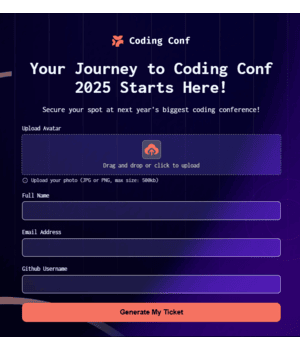 Coding Conf
Your Journey to Coding Conf
2025 Starts Here!
Secure your spot at next year's biggest coding conference!
Upload Avatar
Drag and drop or click to upload
Upload your photo (JPG or PNG, max size: 500kb)
Full Name
Email Address
Github Username
Generate My Ticket